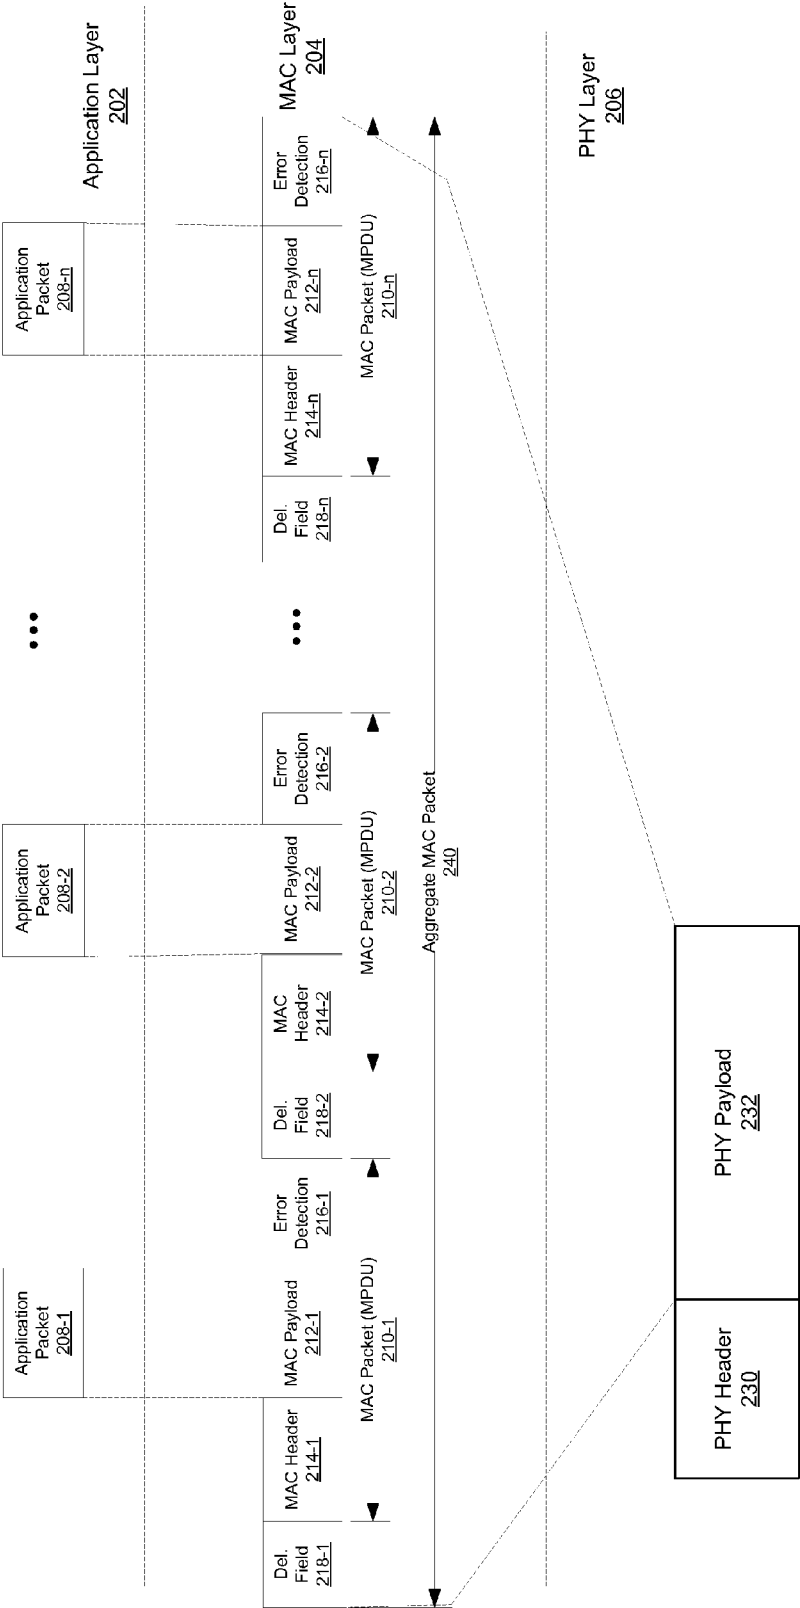 Application
Packet
208-1
Application
Packet
208-2
•••
Application
Packet
208-n
Application Layer
202
Del.
Field
218-1
MAC Header
214-1
MAC Payload
212-1
Error
Detection
216-1
Del.
Field
218-2
MAC
Header
214-2
MAC Payload
212-2
Error
Detection
216-2
•••
Del.
Field
218-n
MAC Header
214-n
MAC Payload
212-n
Error
Detection
216-n
MAC Layer
204
MAC Packet (MPDU)
210-1
MAC Packet (MPDU)
210-2
MAC Packet (MPDU)
210-n
Aggregate MAC Packet
240
PHY Layer
206
PHY Header
230
PHY Payload
232